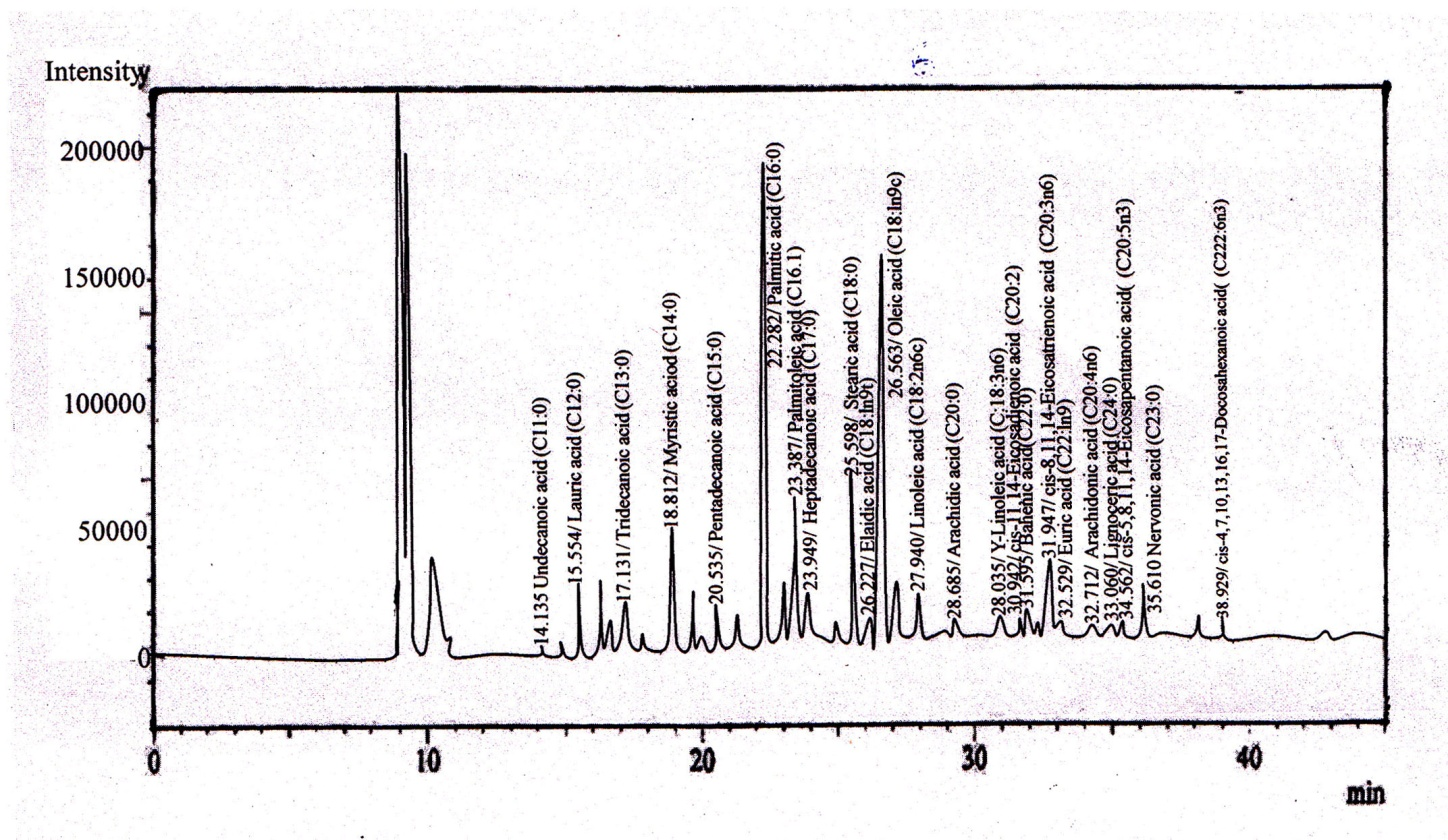 Intensity
200000
150000
100000
50000
0
14.135 Undecanoic acid (C11:0)
15.554/ Lauric acid (C12:0)
17.131/ Tridecanoic acid (C13:0)
18.812/ Myristic aciod (C14:0)
20.535/ Pentadecanoic acid (C15:0)
22.282/ Palmitic acid (C16:0)
23.387/ Palmitoleic acid (C16.1)
23.949/ Heptadecanoic acid (C17:0)
25.598/ Stearic acid (C18:0)
26.227/ Elaidic acid (C18:ln9t)
26.563/ Oleic acid (C18:ln9c)
27.940/ Linoleic acid (C18:2n6c)
28.685/ Arachidic acid (C20:0)
28.035/ Y-Linoleic acid (C:18:3n6)
30.942/ cis-11,14-Eicosadienoic acid (C20:2)
31.595/ Bahenic acid (C22:0)
31.947/ cis-8,11,14-Eicosatrienoic acid (C20:3n6)
32.529/ Euric acid (C22:ln9)
32.712/ Arachidonic acid (C20:4n6)
33.060/ Lignoceric acid (C24:0)
34.562/ cis-5,8,11,14-Eicosapentanoic acid( (C20:5n3)
35.610 Nervonic acid (C23:0)
38.929/ cis-4,7,10,13,16,17-Docosahexanoic acid( (C222:6n3)
0 10 20 30 40
min